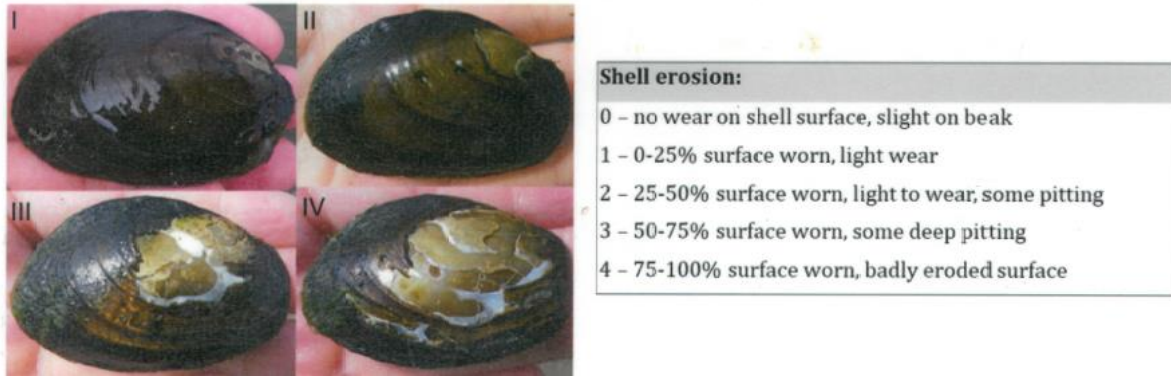 I
II
III
IV
Shell erosion:
0 – no wear on shell surface, slight on beak
1 – 0-25% surface worn, light wear
2 – 25-50% surface worn, light to wear, some pitting
3 – 50-75% surface worn, some deep pitting
4 – 75-100% surface worn, badly eroded surface